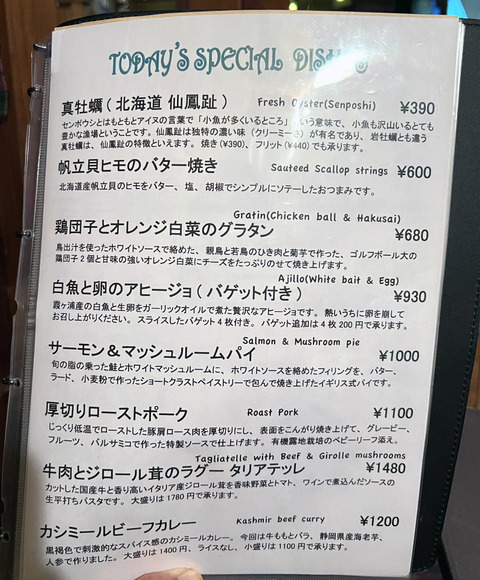 TODAY'S SPECIAL DISHES
真牡蠣（北海道 仙鳳趾） Fresh Oyster(Senposhi) ¥390
センポウシとはもともとアイヌの言葉で「小魚が多くいるところ」という意味で、小魚も沢山いるとても
豊かな漁場ということです。仙鳳趾は独特の濃い味（クリーミーさ）が有名であり、岩牡蠣とも違う
真牡蠣は、仙鳳趾の特徴といえます。焼き(¥390)、フリット(¥440)でも承ります。
帆立貝ヒモのバター焼き Sauteed Scallop strings ¥600
北海道産帆立貝のヒモをバター、塩、胡椒でシンプルにソテーしたおつまみです。
Gratin(Chicken ball & Hakusai)
鶏団子とオレンジ白菜のグラタン ¥680
鳥出汁を使ったホワイトソースで絡めた、親鳥と若鳥のひき肉と菊芋で作った、ゴルフボール大の
鶏団子2個と甘味の強いオレンジ白菜にチーズをたっぷりのせて焼き上げます。
Ajillo(White bait & Egg)
白魚と卵のアヒージョ（バゲット付き） ¥930
霞ヶ浦産の白魚と生卵をガーリックオイルで煮た贅沢なアヒージョです。熱いうちに卵を崩して
お召し上がりください。スライスしたバゲット4枚付き。バゲット追加は4枚200円で承ります。
Salmon & Mushroom pie
サーモン＆マッシュルームパイ ¥1000
旬の脂の乗った鮭とホワイトマッシュルームに、ホワイトソースを絡めたフィリングを、バター、
ラード、小麦粉で作ったショートクラストペイストリーで包んで焼き上げたイギリス式パイです。
厚切りローストポーク Roast Pork ¥1100
じっくり低温でローストした豚肩ロース肉を厚切りにし、表面をこんがり焼き上げて、グレービー、
フルーツ、バルサミコで作った特製ソースで仕上げます。有機露地栽培のベビーリーフ添え。
Tagliatelle with Beef & Girolle mushrooms
牛肉とジロール茸のラグー タリアテッレ ¥1480
カットした国産牛と香り高いイタリア産ジロール茸を香味野菜とトマト、ワインで煮込んだソースの
生平打ちパスタです。大盛りは1780円で承ります。
カシミールビーフカレー Kashmir beef curry ¥1200
黒褐色で刺激的なスパイス感のカシミールカレー。今回は牛ももとバラ、静岡県産海老芋、
人参で作りました。大盛りは1400円、ライスなし、小盛りは1100円で承ります。